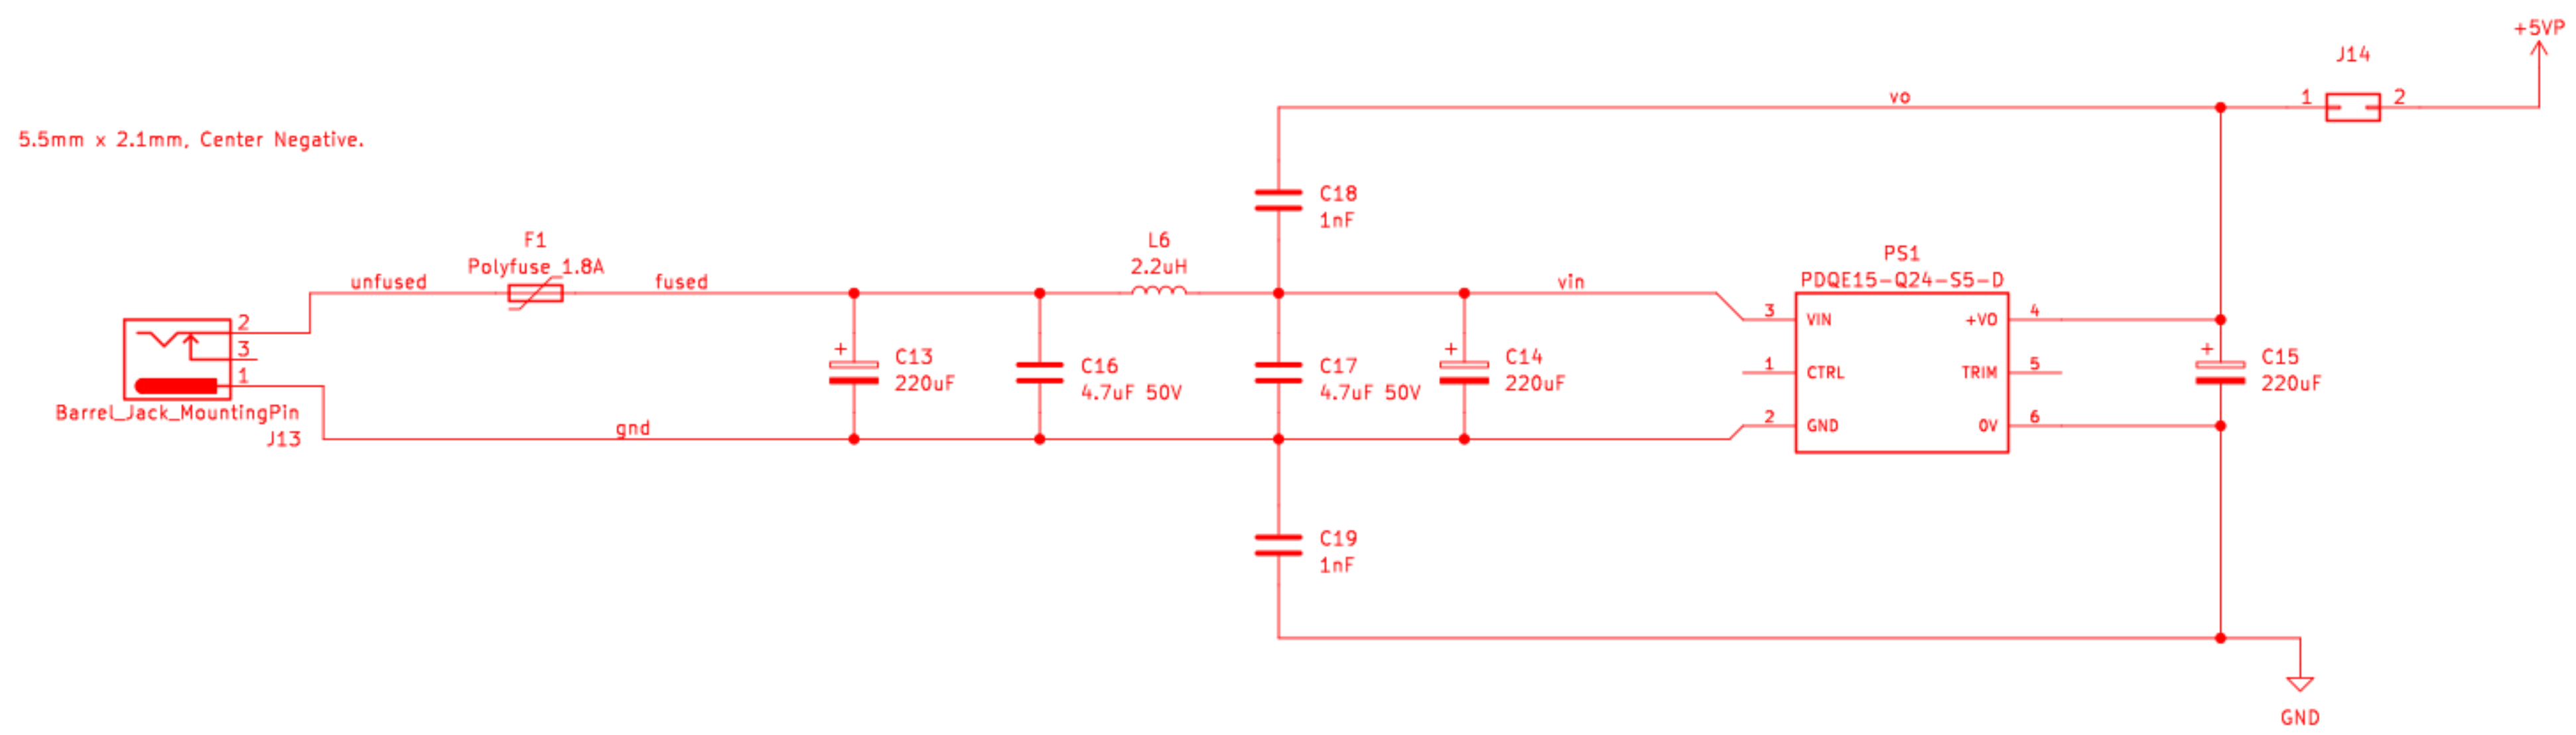 +5VP
J14
1
2
vo
5.5mm x 2.1mm, Center Negative.
C18
1nF
F1
Polyfuse_1.8A
unfused
fused
L6
2.2uH
vin
PS1
PDQE15-Q24-S5-D
2
3
1
Barrel_Jack_MountingPin
J13
gnd
+
C13
220uF
C16
4.7uF 50V
C17
4.7uF 50V
+
C14
220uF
3
VIN
+VO
4
1
CTRL
TRIM
5
2
GND
0V
6
+
C15
220uF
C19
1nF
GND